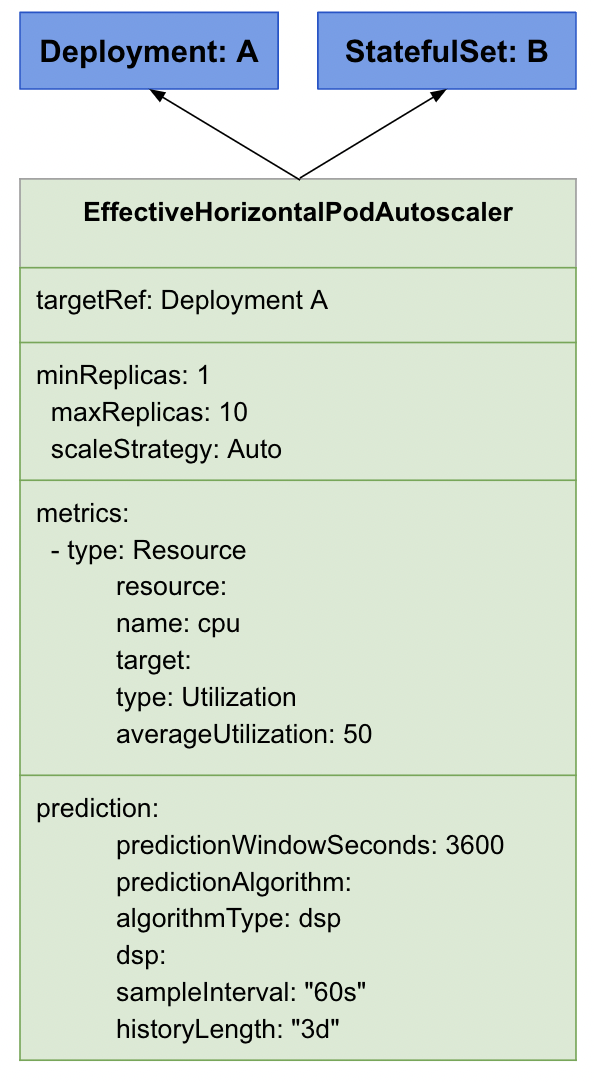 Deployment: A
StatefulSet: B
EffectiveHorizontalPodAutoscaler
targetRef: Deployment A
minReplicas: 1
maxReplicas: 10
scaleStrategy: Auto
metrics:
- type: Resource
resource:
name: cpu
target:
type: Utilization
averageUtilization: 50
prediction:
predictionWindowSeconds: 3600
predictionAlgorithm:
algorithmType: dsp
dsp:
sampleInterval: "60s"
historyLength: "3d"